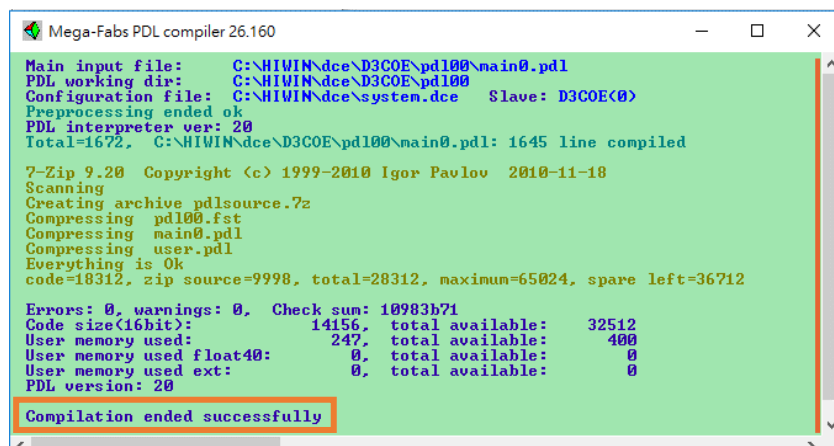 Mega-Fabs PDL compiler 26.160
Main input file: C:\HIWIN\dce\D3COE\pdl00\main0.pdl
PDL working dir: C:\HIWIN\dce\D3COE\pdl00
Configuration file: C:\HIWIN\dce\system.dce Slave: D3COE(0)
Preprocessing ended ok
PDL interpreter ver: 20
Total=1672, C:\HIWIN\dce\D3COE\pdl00\main0.pdl: 1645 line compiled
7-Zip 9.20 Copyright (c) 1999-2010 Igor Pavlov 2010-11-18
Scanning
Creating archive pdlsource.7z
Compressing pdl00.fst
Compressing main0.pdl
Compressing user.pdl
Everything is Ok
code=18312, zip source=9998, total=28312, maximum=65024, spare left=36712
Errors: 0, warnings: 0, Check sum: 10983b71
Code size(16bit): 14156, total available: 32512
User memory used: 247, total available: 400
User memory used float40: 0, total available: 0
User memory used ext: 0, total available: 0
PDL version: 20
Compilation ended successfully